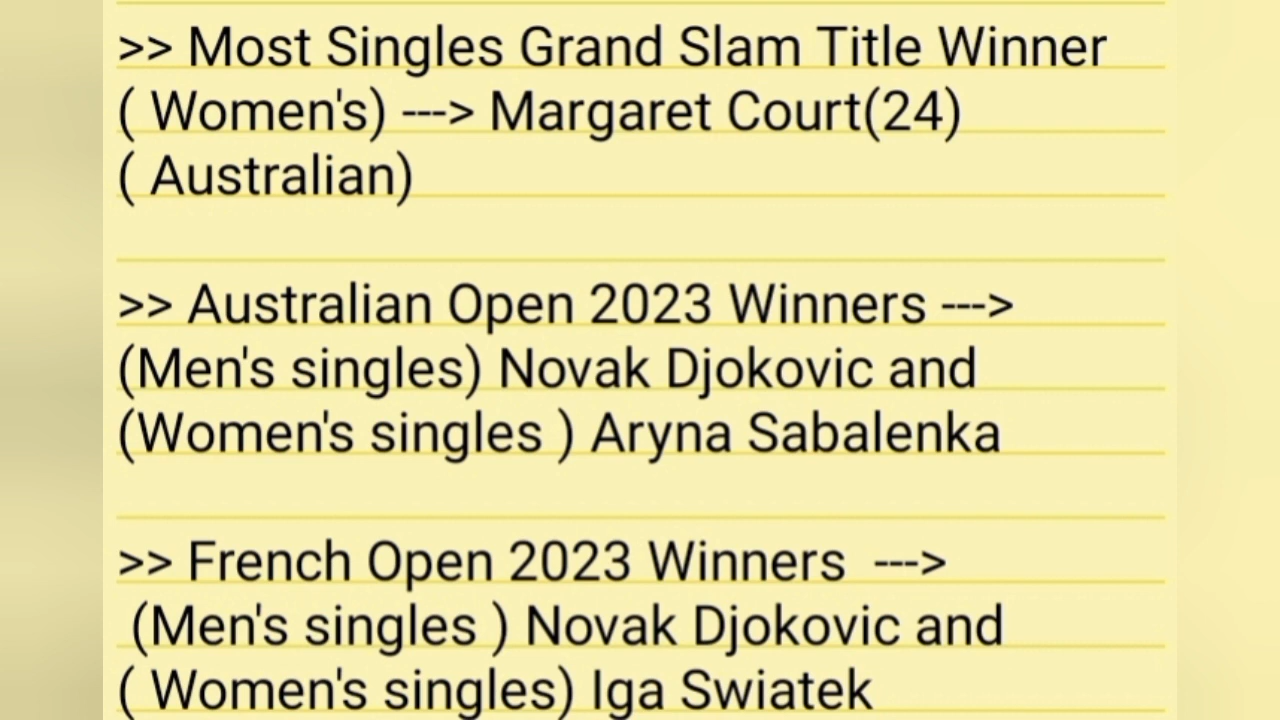 >> Most Singles Grand Slam Title Winner
( Women's) ---> Margaret Court(24)
( Australian)
>> Australian Open 2023 Winners --->
(Men's singles) Novak Djokovic and
(Women's singles ) Aryna Sabalenka
>> French Open 2023 Winners  --->
(Men's singles ) Novak Djokovic and
( Women's singles) Iga Swiatek